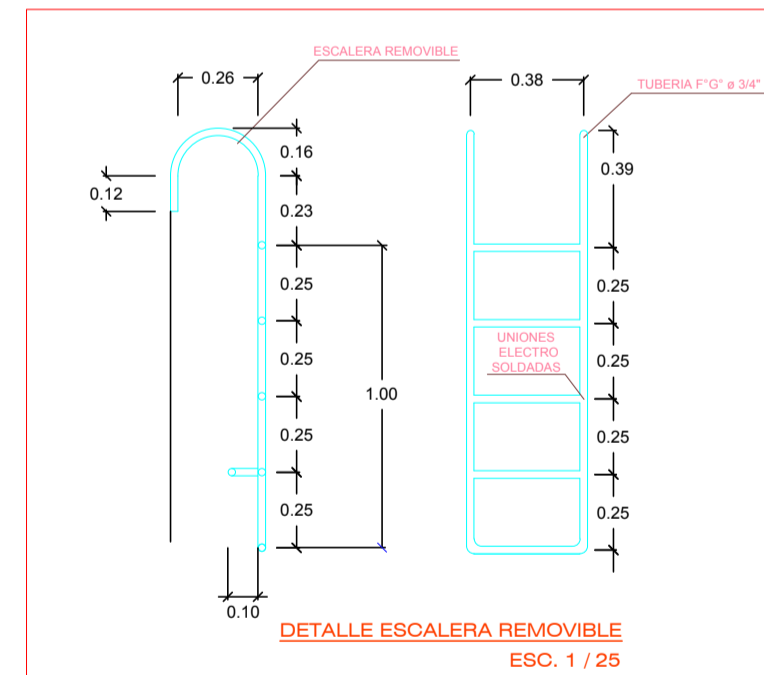 ESCALERA REMOVIBLE
0.26
0.16
0.12
0.23
0.25
0.25
1.00
0.25
0.25
0.10
0.38
TUBERIA F°G° ø 3/4"
0.39
0.25
UNIONES
ELECTRO
SOLDADAS
0.25
0.25
0.25
DETALLE ESCALERA REMOVIBLE
ESC. 1 / 25